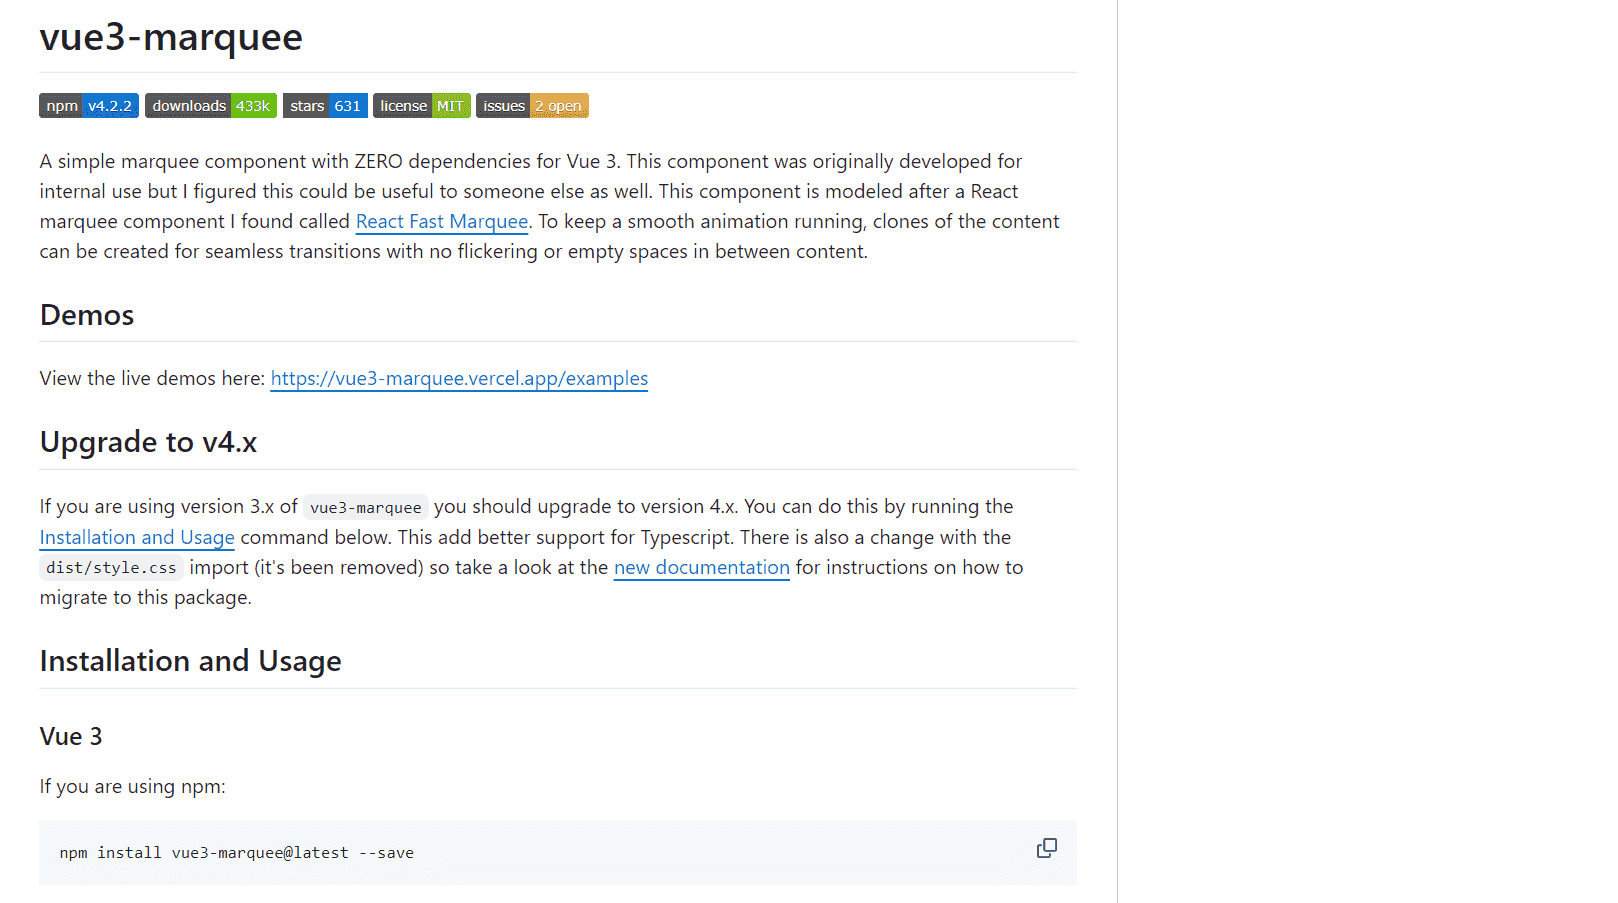 vue3-marquee
npm v4.2.2 downloads 433k stars 631 license MIT issues 2 open
A simple marquee component with ZERO dependencies for Vue 3. This component was originally developed for
internal use but I figured this could be useful to someone else as well. This component is modeled after a React
marquee component I found called React Fast Marquee. To keep a smooth animation running, clones of the content
can be created for seamless transitions with no flickering or empty spaces in between content.
Demos
View the live demos here: https://vue3-marquee.vercel.app/examples
Upgrade to v4.x
If you are using version 3.x of vue3-marquee you should upgrade to version 4.x. You can do this by running the
Installation and Usage command below. This add better support for Typescript. There is also a change with the
dist/style.css import (it's been removed) so take a look at the new documentation for instructions on how to
migrate to this package.
Installation and Usage
Vue 3
If you are using npm:
npm install vue3-marquee@latest --save